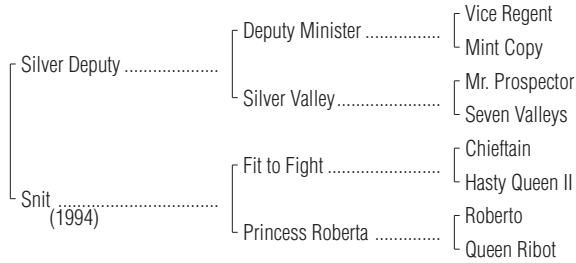 Vice Regent
Deputy Minister ................
Mint Copy
Silver Deputy ....................
Mr. Prospector
Silver Valley......................
Seven Valleys
Chieftain
Fit to Fight ........................
Hasty Queen II
Snit ..................................
(1994)
Roberto
Princess Roberta ..............
Queen Ribot